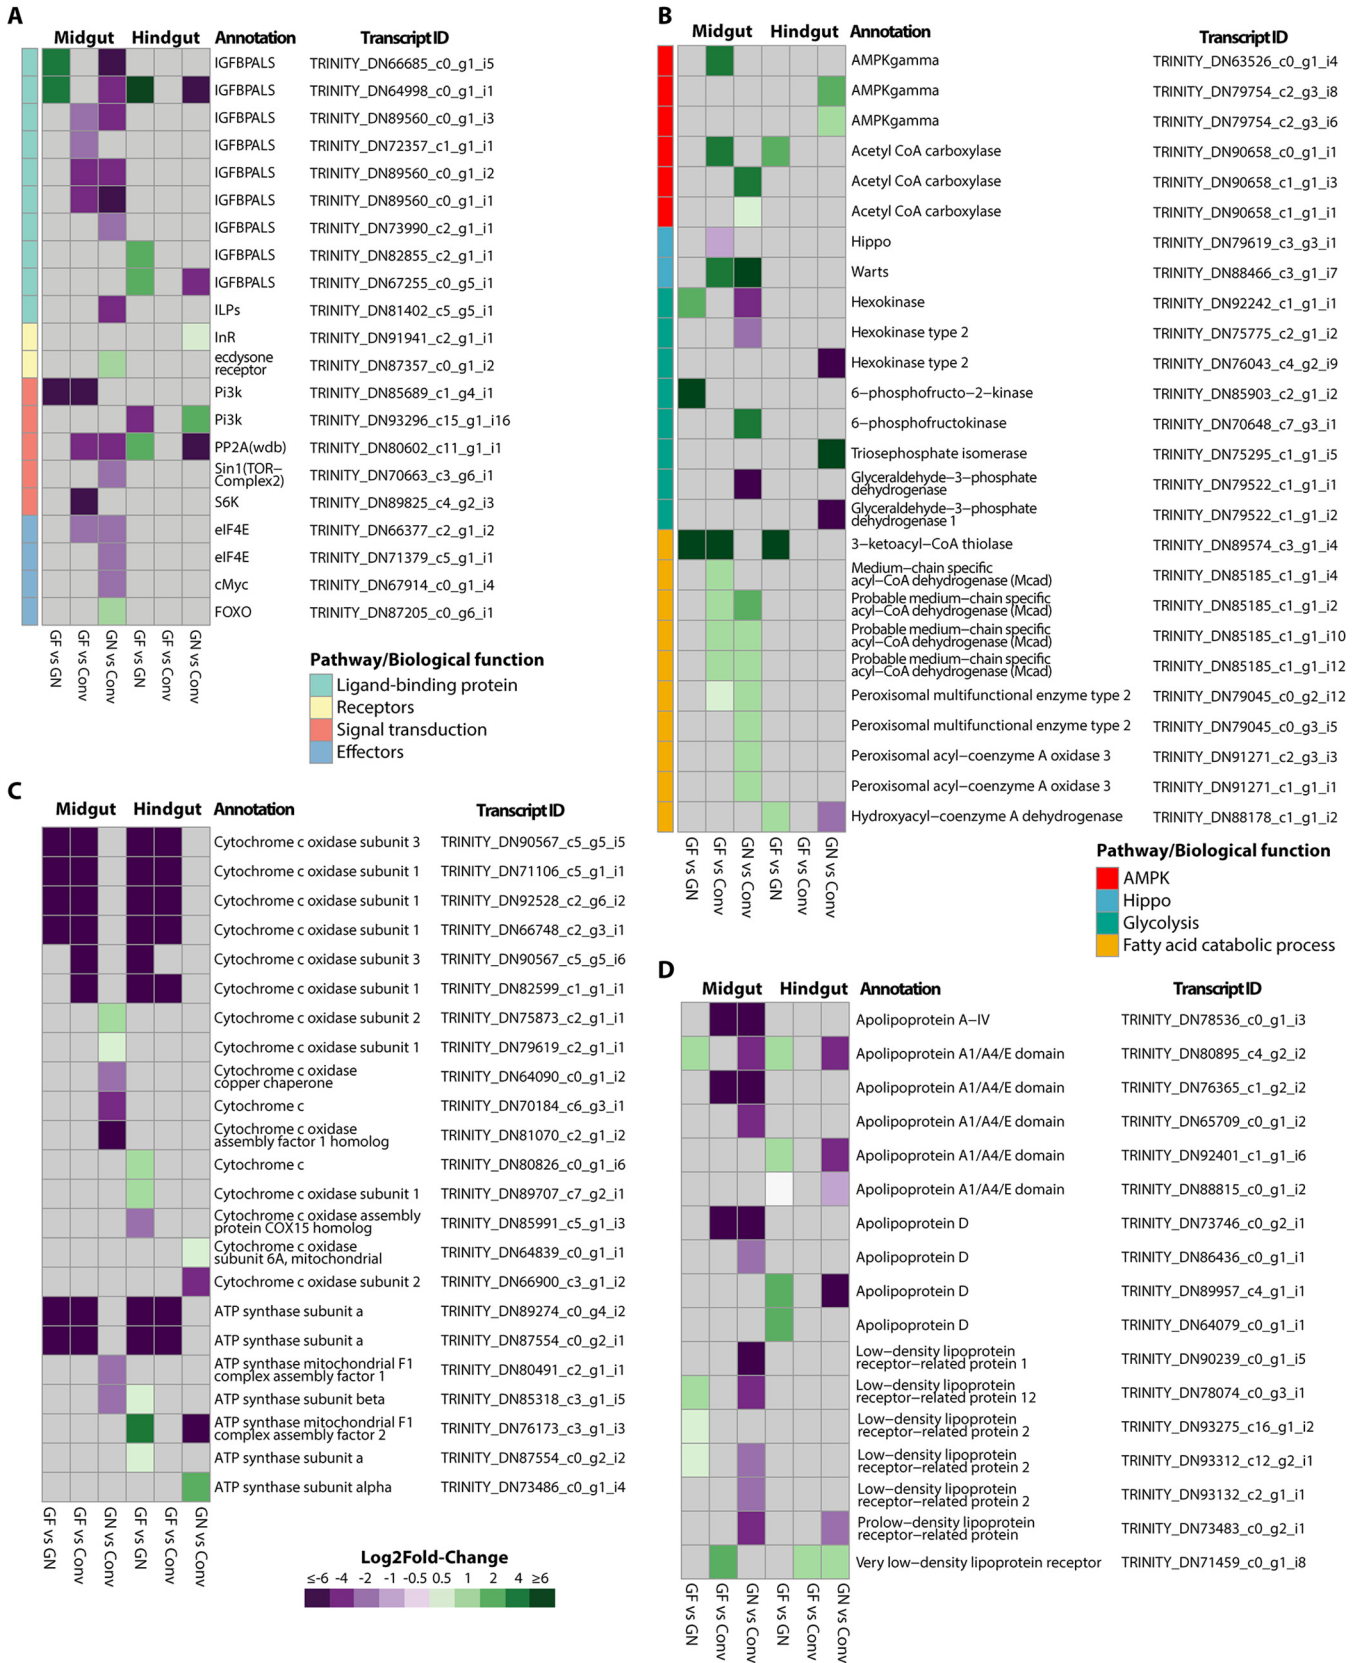 A
Midgut Hindgut Annotation Transcript ID
IGFBPALS TRINITY_DN66685_c0_g1_i5
IGFBPALS TRINITY_DN64998_c0_g1_i1
IGFBPALS TRINITY_DN89560_c0_g1_i3
IGFBPALS TRINITY_DN72357_c1_g1_i1
IGFBPALS TRINITY_DN89560_c0_g1_i2
IGFBPALS TRINITY_DN89560_c0_g1_i1
IGFBPALS TRINITY_DN73990_c2_g1_i1
IGFBPALS TRINITY_DN82855_c2_g1_i1
IGFBPALS TRINITY_DN67255_c0_g5_i1
ILPs TRINITY_DN81402_c5_g5_i1
InR TRINITY_DN91941_c2_g1_i1
ecdysone
receptor TRINITY_DN87357_c0_g1_i2
Pi3k TRINITY_DN85689_c1_g4_i1
Pi3k TRINITY_DN93296_c15_g1_i16
PP2A(wdb) TRINITY_DN80602_c11_g1_i1
Sin1(TOR−
Complex2) TRINITY_DN70663_c3_g6_i1
S6K TRINITY_DN89825_c4_g2_i3
eIF4E TRINITY_DN66377_c2_g1_i2
eIF4E TRINITY_DN71379_c5_g1_i1
cMyc TRINITY_DN67914_c0_g1_i4
FOXO TRINITY_DN87205_c0_g6_i1
GF vs GN
GF vs Conv
GN vs Conv
GF vs GN
GF vs Conv
GN vs Conv
Pathway/Biological function
Ligand-binding protein
Receptors
Signal transduction
Effectors
B
Midgut Hindgut Annotation Transcript ID
AMPKgamma TRINITY_DN63526_c0_g1_i4
AMPKgamma TRINITY_DN79754_c2_g3_i8
AMPKgamma TRINITY_DN79754_c2_g3_i6
Acetyl CoA carboxylase TRINITY_DN90658_c0_g1_i1
Acetyl CoA carboxylase TRINITY_DN90658_c1_g1_i3
Acetyl CoA carboxylase TRINITY_DN90658_c1_g1_i1
Hippo TRINITY_DN79619_c3_g3_i1
Warts TRINITY_DN88466_c3_g1_i7
Hexokinase TRINITY_DN92242_c1_g1_i1
Hexokinase type 2 TRINITY_DN75775_c2_g1_i2
Hexokinase type 2 TRINITY_DN76043_c4_g2_i9
6−phosphofructo−2−kinase TRINITY_DN85903_c2_g1_i2
6−phosphofructokinase TRINITY_DN70648_c7_g3_i1
Triosephosphate isomerase TRINITY_DN75295_c1_g1_i5
Glyceraldehyde−3−phosphate
dehydrogenase TRINITY_DN79522_c1_g1_i1
Glyceraldehyde−3−phosphate
dehydrogenase 1 TRINITY_DN79522_c1_g1_i2
3−ketoacyl−CoA thiolase TRINITY_DN89574_c3_g1_i4
Medium−chain specific
acyl−CoA dehydrogenase (Mcad) TRINITY_DN85185_c1_g1_i4
Probable medium−chain specific
acyl−CoA dehydrogenase (Mcad) TRINITY_DN85185_c1_g1_i2
Probable medium−chain specific
acyl−CoA dehydrogenase (Mcad) TRINITY_DN85185_c1_g1_i10
Probable medium−chain specific
acyl−CoA dehydrogenase (Mcad) TRINITY_DN85185_c1_g1_i12
Peroxisomal multifunctional enzyme type 2 TRINITY_DN79045_c0_g2_i12
Peroxisomal multifunctional enzyme type 2 TRINITY_DN79045_c0_g3_i5
Peroxisomal acyl−coenzyme A oxidase 3 TRINITY_DN91271_c2_g3_i3
Peroxisomal acyl−coenzyme A oxidase 3 TRINITY_DN91271_c1_g1_i1
Hydroxyacyl−coenzyme A dehydrogenase TRINITY_DN88178_c1_g1_i2
GF vs GN
GF vs Conv
GN vs Conv
GF vs GN
GF vs Conv
GN vs Conv
Pathway/Biological function
AMPK
Hippo
Glycolysis
Fatty acid catabolic process
C
Midgut Hindgut Annotation Transcript ID
Cytochrome c oxidase subunit 3 TRINITY_DN90567_c5_g5_i5
Cytochrome c oxidase subunit 1 TRINITY_DN71106_c5_g1_i1
Cytochrome c oxidase subunit 1 TRINITY_DN92528_c2_g6_i2
Cytochrome c oxidase subunit 1 TRINITY_DN66748_c2_g3_i1
Cytochrome c oxidase subunit 3 TRINITY_DN90567_c5_g5_i6
Cytochrome c oxidase subunit 1 TRINITY_DN82599_c1_g1_i1
Cytochrome c oxidase subunit 2 TRINITY_DN75873_c2_g1_i1
Cytochrome c oxidase subunit 1 TRINITY_DN79619_c2_g1_i1
Cytochrome c oxidase
copper chaperone TRINITY_DN64090_c0_g1_i2
Cytochrome c TRINITY_DN70184_c6_g3_i1
Cytochrome c oxidase
assembly factor 1 homolog TRINITY_DN81070_c2_g1_i2
Cytochrome c TRINITY_DN80826_c0_g1_i6
Cytochrome c oxidase subunit 1 TRINITY_DN89707_c7_g2_i1
Cytochrome c oxidase assembly
protein COX15 homolog TRINITY_DN85991_c5_g1_i3
Cytochrome c oxidase
subunit 6A, mitochondrial TRINITY_DN64839_c0_g1_i1
Cytochrome c oxidase subunit 2 TRINITY_DN66900_c3_g1_i2
ATP synthase subunit a TRINITY_DN89274_c0_g4_i2
ATP synthase subunit a TRINITY_DN87554_c0_g2_i1
ATP synthase mitochondrial F1
complex assembly factor 1 TRINITY_DN80491_c2_g1_i1
ATP synthase subunit beta TRINITY_DN85318_c3_g1_i5
ATP synthase mitochondrial F1
complex assembly factor 2 TRINITY_DN76173_c3_g1_i3
ATP synthase subunit a TRINITY_DN87554_c0_g2_i2
ATP synthase subunit alpha TRINITY_DN73486_c0_g1_i4
GF vs GN
GF vs Conv
GN vs Conv
GF vs GN
GF vs Conv
GN vs Conv
Log2Fold-Change
≤-6 -4 -2 -1 -0.5 0.5 1 2 4 ≥6
D
Midgut Hindgut Annotation Transcript ID
Apolipoprotein A−IV TRINITY_DN78536_c0_g1_i3
Apolipoprotein A1/A4/E domain TRINITY_DN80895_c4_g2_i2
Apolipoprotein A1/A4/E domain TRINITY_DN76365_c1_g2_i2
Apolipoprotein A1/A4/E domain TRINITY_DN65709_c0_g1_i2
Apolipoprotein A1/A4/E domain TRINITY_DN92401_c1_g1_i6
Apolipoprotein A1/A4/E domain TRINITY_DN88815_c0_g1_i2
Apolipoprotein D TRINITY_DN73746_c0_g2_i1
Apolipoprotein D TRINITY_DN86436_c0_g1_i1
Apolipoprotein D TRINITY_DN89957_c4_g1_i1
Apolipoprotein D TRINITY_DN64079_c0_g1_i1
Low−density lipoprotein
receptor−related protein 1 TRINITY_DN90239_c0_g1_i5
Low−density lipoprotein
receptor−related protein 12 TRINITY_DN78074_c0_g3_i1
Low−density lipoprotein
receptor−related protein 2 TRINITY_DN93275_c16_g1_i2
Low−density lipoprotein
receptor−related protein 2 TRINITY_DN93312_c12_g2_i1
Low−density lipoprotein
receptor−related protein 2 TRINITY_DN93132_c2_g1_i1
Prolow−density lipoprotein
receptor−related protein TRINITY_DN73483_c0_g2_i1
Very low−density lipoprotein receptor TRINITY_DN71459_c0_g1_i8
GF vs GN
GF vs Conv
GN vs Conv
GF vs GN
GF vs Conv
GN vs Conv